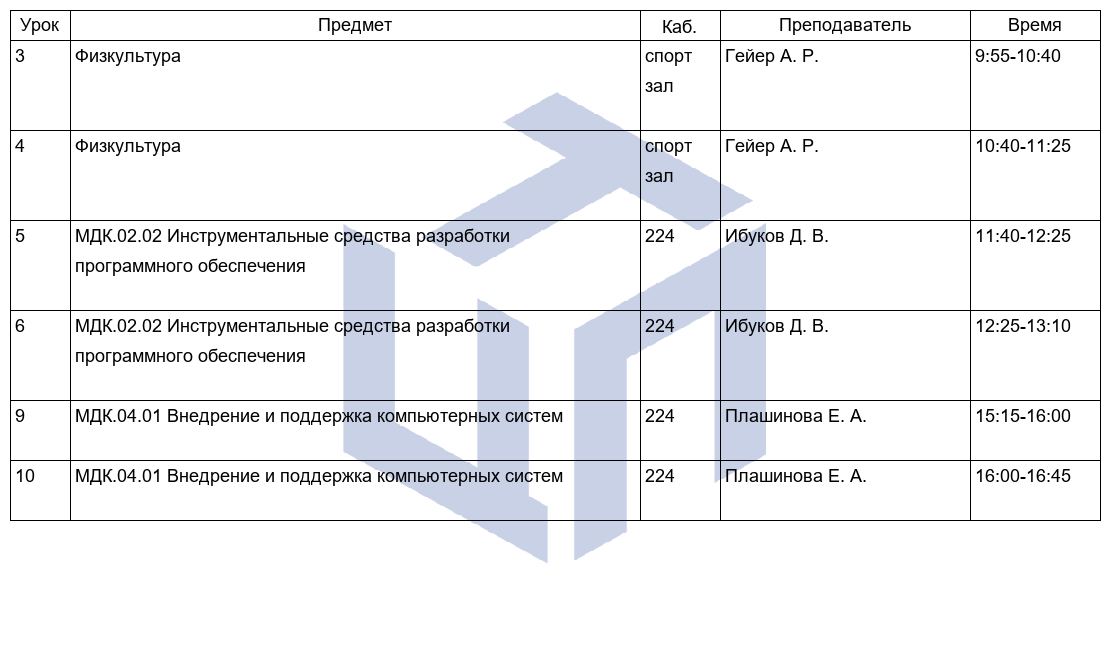 Урок Предмет Каб. Преподаватель Время
3 Физкультура спорт Гейер А. Р. 9:55-10:40
зал
4 Физкультура спорт Гейер А. Р. 10:40-11:25
зал
5 МДК.02.02 Инструментальные средства разработки 224 Ибуков Д. В. 11:40-12:25
программного обеспечения
6 МДК.02.02 Инструментальные средства разработки 224 Ибуков Д. В. 12:25-13:10
программного обеспечения
9 МДК.04.01 Внедрение и поддержка компьютерных систем 224 Плашинова Е. А. 15:15-16:00
10 МДК.04.01 Внедрение и поддержка компьютерных систем 224 Плашинова Е. А. 16:00-16:45